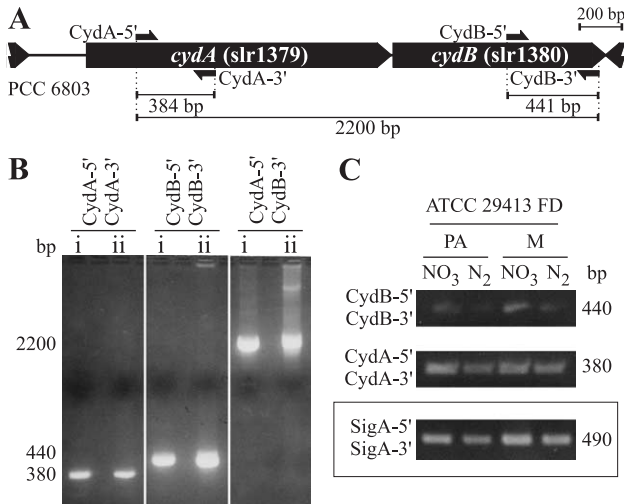 A
CydA-5'
CydB-5'
200 bp
cydA (slr1379)
cydB (slr1380)
PCC 6803
CydA-3'
CydB-3'
384 bp
441 bp
2200 bp
B
CydA-5'
CydA-3'
CydB-5'
CydB-3'
CydA-5'
CydB-3'
bp
i
ii
i
ii
i
ii
2200
440
380
C
ATCC 29413 FD
PA
M
NO3
N2
NO3
N2
bp
CydB-5'
CydB-3'
440
CydA-5'
CydA-3'
380
SigA-5'
SigA-3'
490